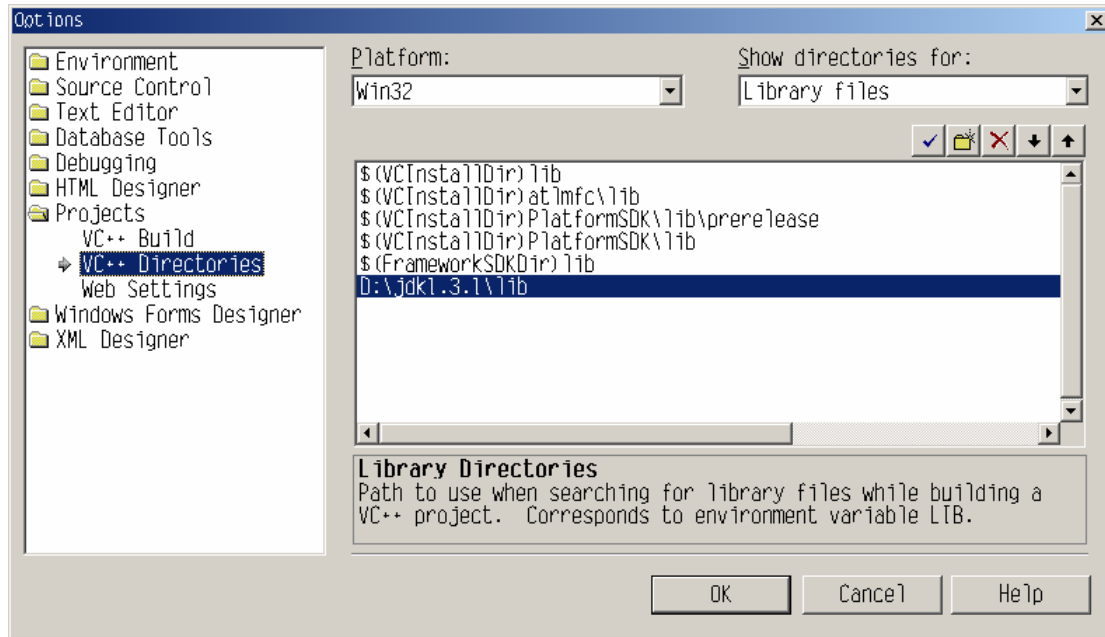 Options
Environment
Source Control
Text Editor
Database Tools
Debugging
HTML Designer
Projects
VC++ Build
VC++ Directories
Web Settings
Windows Forms Designer
XML Designer
Platform:
Win32
Show directories for:
Library files
$(VCInstallDir)lib
$(VCInstallDir)atlmfc\lib
$(VCInstallDir)PlatformSDK\lib\prerelease
$(VCInstallDir)PlatformSDK\lib
$(FrameworkSDKDir)lib
D:\jdk1.3.1\lib
Library Directories
Path to use when searching for library files while building a
VC++ project.  Corresponds to environment variable LIB.
OK
Cancel
Help